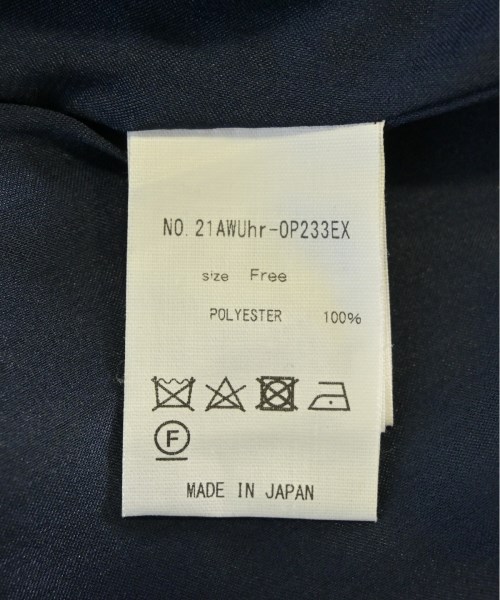 NO. 21AWUhr-OP233EX
size Free
POLYESTER 100%
F
MADE IN JAPAN